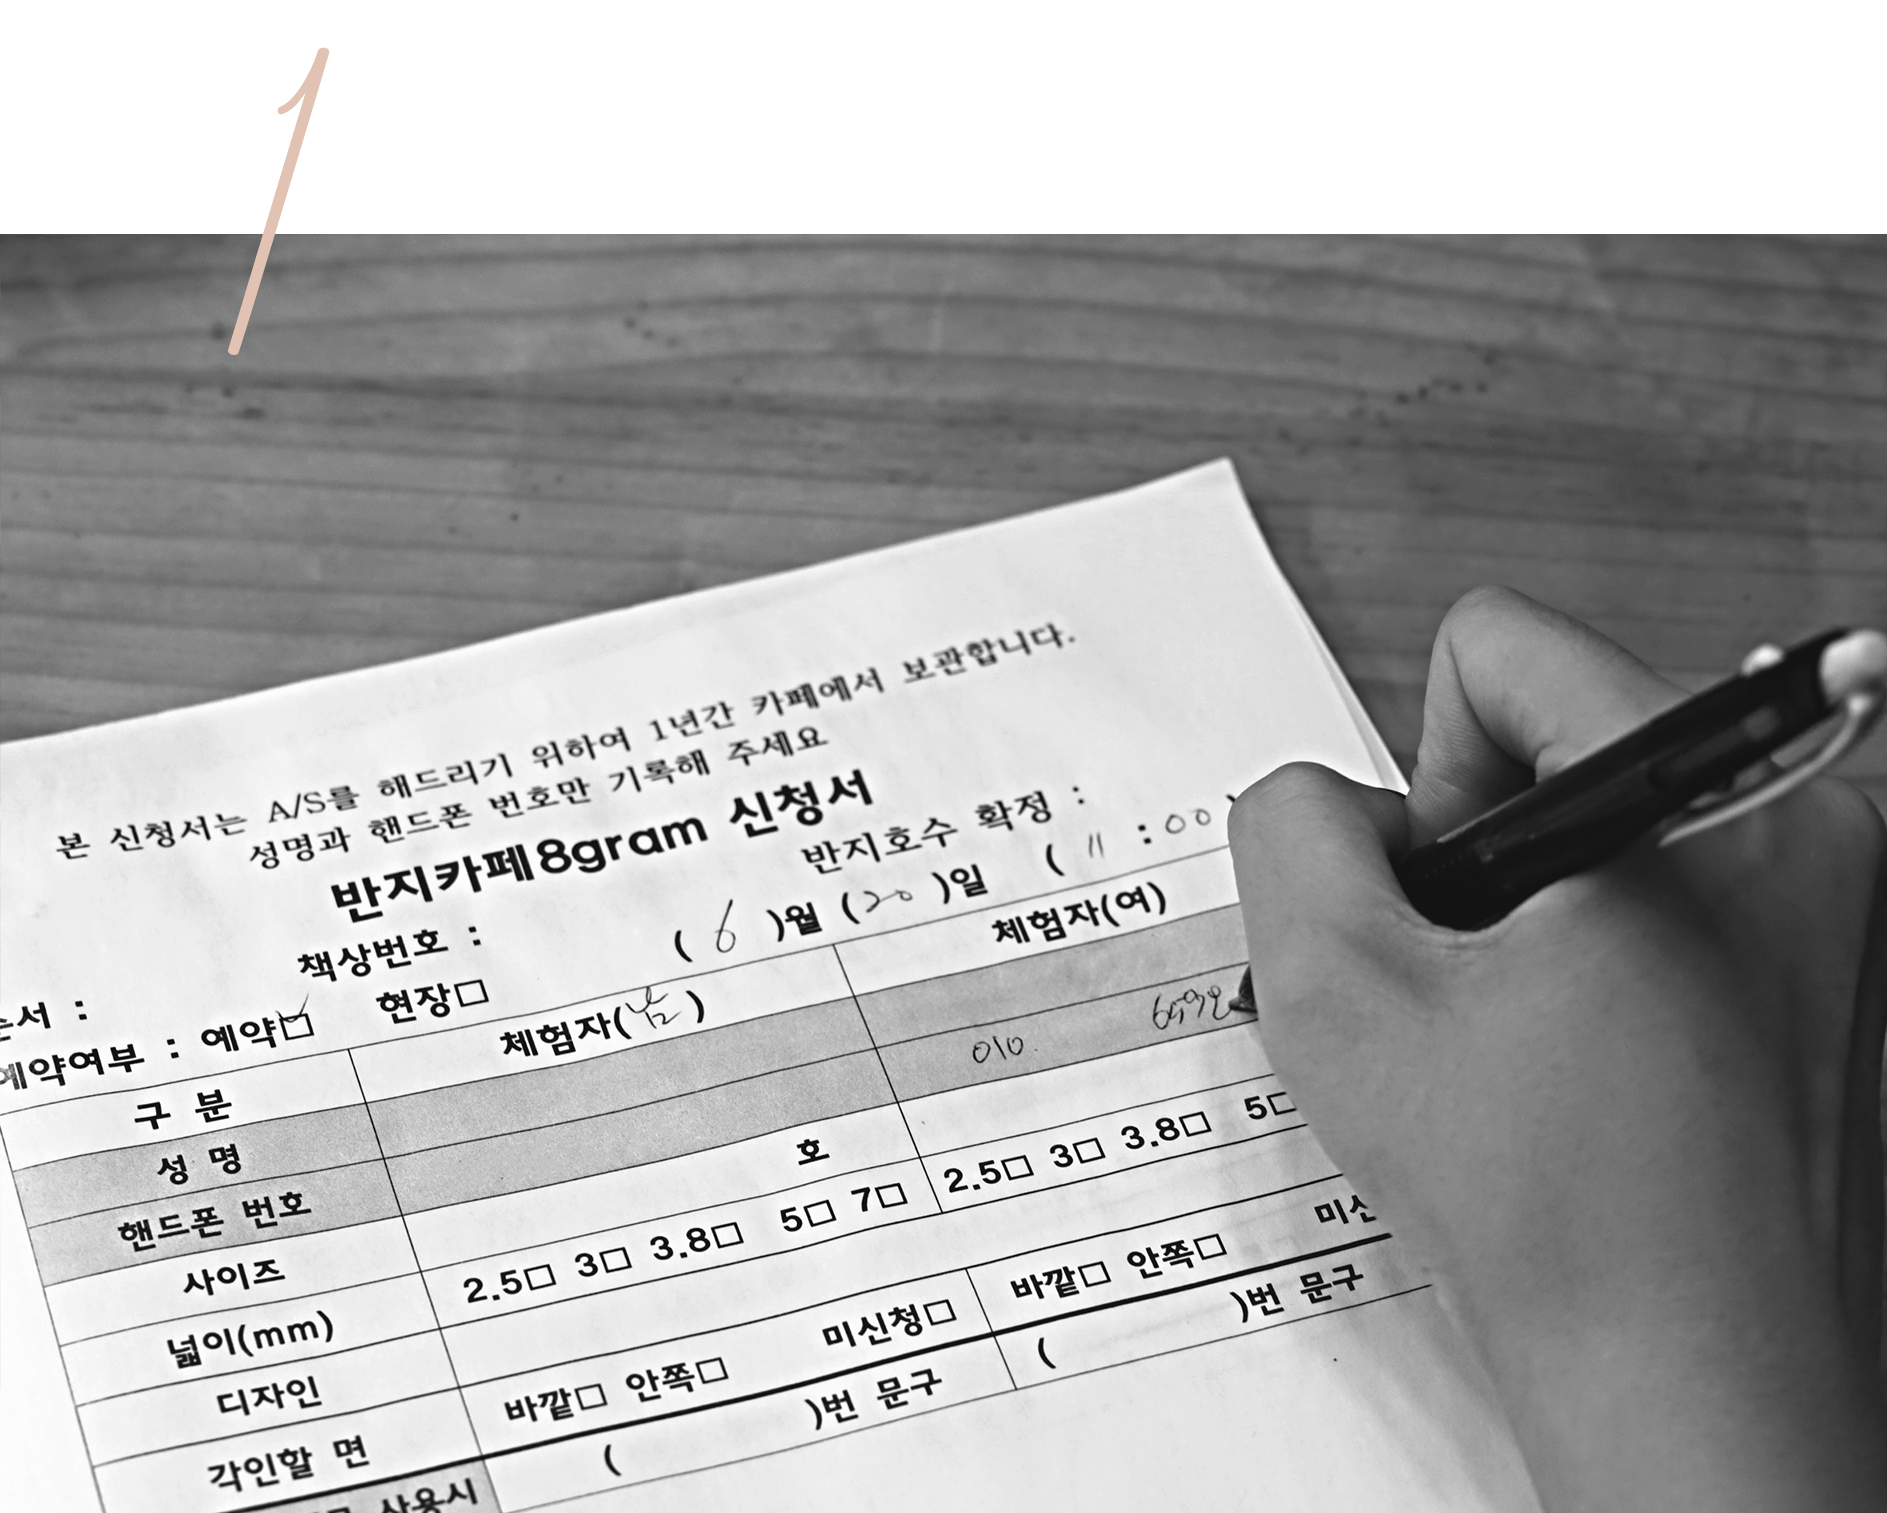 1
본 신청서는 A/S를 해드리기 위하여 1년간 카페에서 보관합니다.
성명과 핸드폰 번호만 기록해 주세요
반지카페8gram 신청서
책상번호 : 반지호수 확정 :
서 : ( 6 )월 (20 )일 ( 11 : 00 )
예약여부 : 예약☑ 현장□
구 분 체험자( ) 체험자(여)
성 명
핸드폰 번호 010.
사이즈 호
넓이(mm) 2.5□ 3□ 3.8□ 5□ 7□ 2.5□ 3□ 3.8□ 5□
디자인
각인할 면 바깥□ 안쪽□ 미신청□ 바깥□ 안쪽□ 미신
사용시 ( )번 문구 ( )번 문구